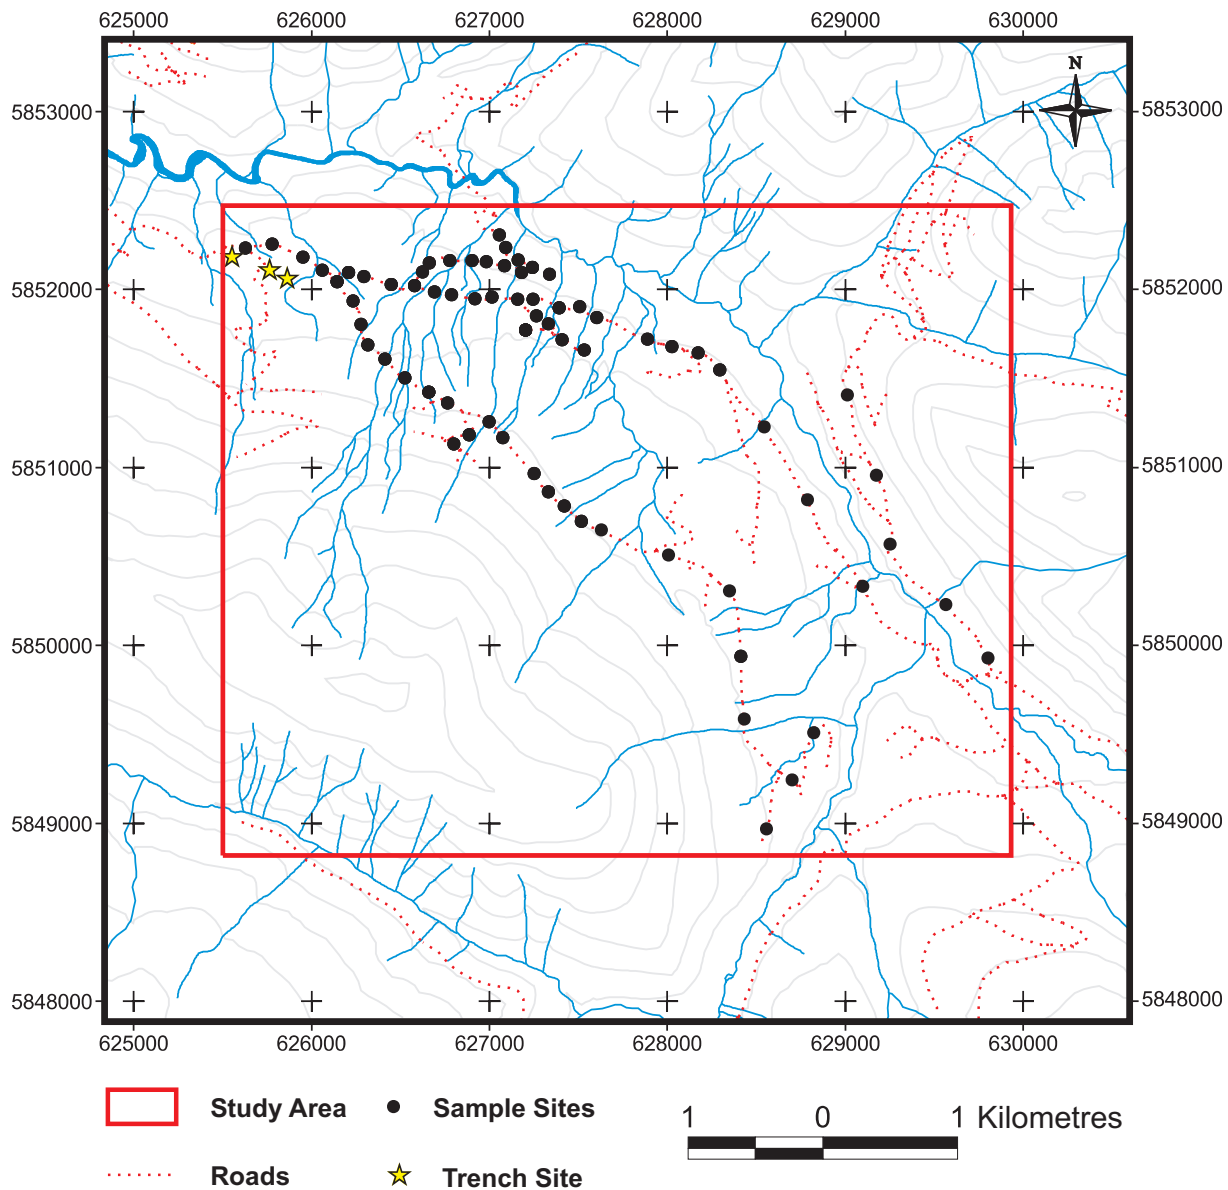 625000 626000 627000 628000 629000 630000
N
5853000 5853000
5852000 5852000
5851000 5851000
5850000 5850000
5849000 5849000
5848000 5848000
625000 626000 627000 628000 629000 630000
Study Area Sample Sites 1 0 1 Kilometres
Roads Trench Site